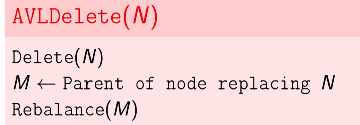 AVLDelete(N)
Delete(N)
M ← Parent of node replacing N
Rebalance(M)